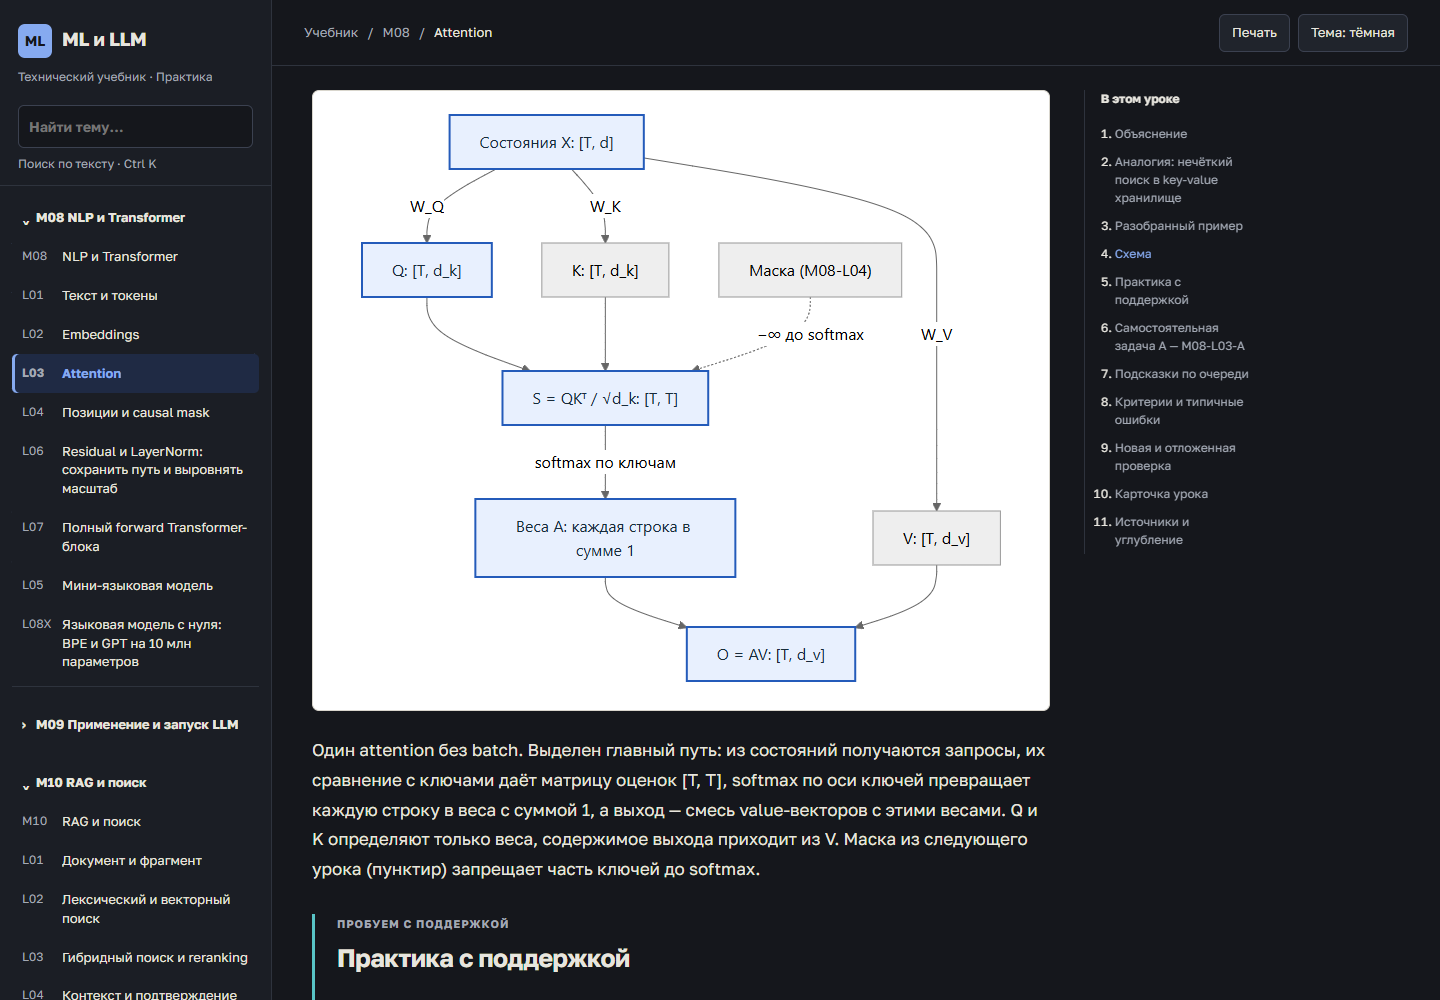 ML
ML и LLM
Технический учебник · Практика
Найти тему...
Поиск по тексту · Ctrl K
M08 NLP и Transformer
M08 NLP и Transformer
L01 Текст и токены
L02 Embeddings
L03 Attention
L04 Позиции и causal mask
L06 Residual и LayerNorm:
сохранить путь и выровнять
масштаб
L07 Полный forward Transformer-
блока
L05 Мини-языковая модель
L08X Языковая модель с нуля:
BPE и GPT на 10 млн
параметров
M09 Применение и запуск LLM
M10 RAG и поиск
M10 RAG и поиск
L01 Документ и фрагмент
L02 Лексический и векторный
поиск
L03 Гибридный поиск и reranking
L04 Контекст и подтверждение
Учебник / M08 / Attention
Печать
Тема: тёмная
Состояния X: [T, d]
W_Q
W_K
Q: [T, d_k]
K: [T, d_k]
Маска (M08-L04)
−∞ до softmax
W_V
S = QKᵀ / √d_k: [T, T]
softmax по ключам
Веса A: каждая строка в
сумме 1
V: [T, d_v]
O = AV: [T, d_v]
Один attention без batch. Выделен главный путь: из состояний получаются запросы, их
сравнение с ключами даёт матрицу оценок [T, T], softmax по оси ключей превращает
каждую строку в веса с суммой 1, а выход — смесь value-векторов с этими весами. Q и
K определяют только веса, содержимое выхода приходит из V. Маска из следующего
урока (пунктир) запрещает часть ключей до softmax.
ПРОБУЕМ С ПОДДЕРЖКОЙ
Практика с поддержкой
В этом уроке
1. Объяснение
2. Аналогия: нечёткий
поиск в key-value
хранилище
3. Разобранный пример
4. Схема
5. Практика с
поддержкой
6. Самостоятельная
задача A — M08-L03-A
7. Подсказки по очереди
8. Критерии и типичные
ошибки
9. Новая и отложенная
проверка
10. Карточка урока
11. Источники и
углубление